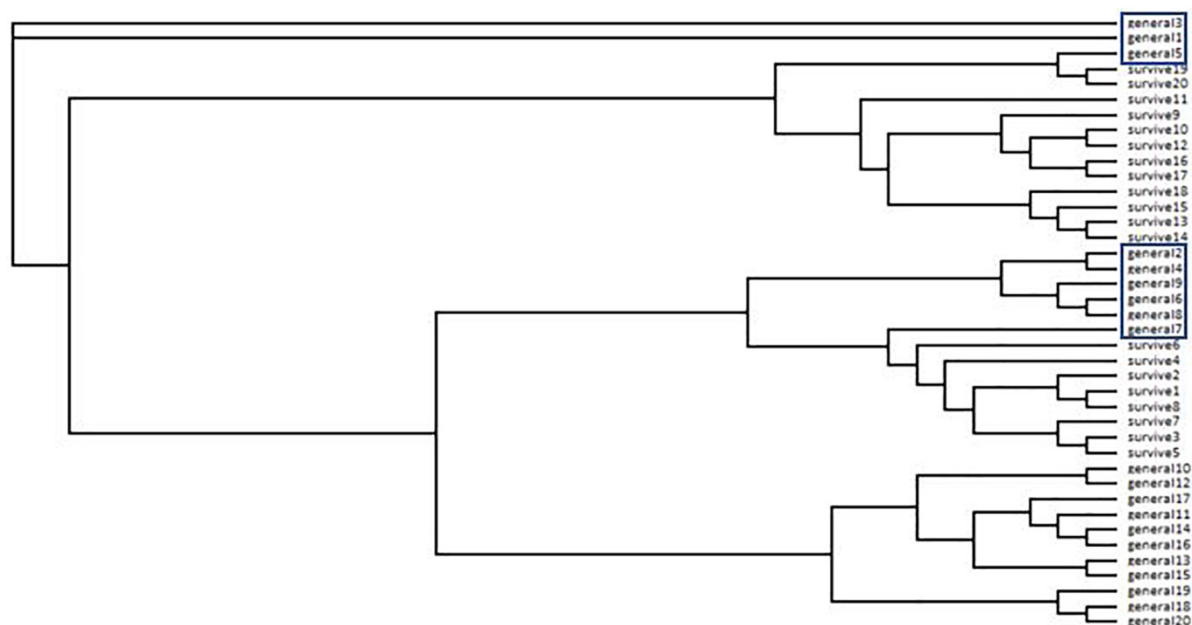 general3
general1
general5
survive19
survive20
survive11
survive9
survive10
survive12
survive16
survive17
survive18
survive15
survive13
survive14
general2
general4
general9
general6
general8
general7
survive6
survive4
survive2
survive1
survive8
survive7
survive3
survive5
general10
general12
general17
general11
general14
general16
general13
general15
general19
general18
general20